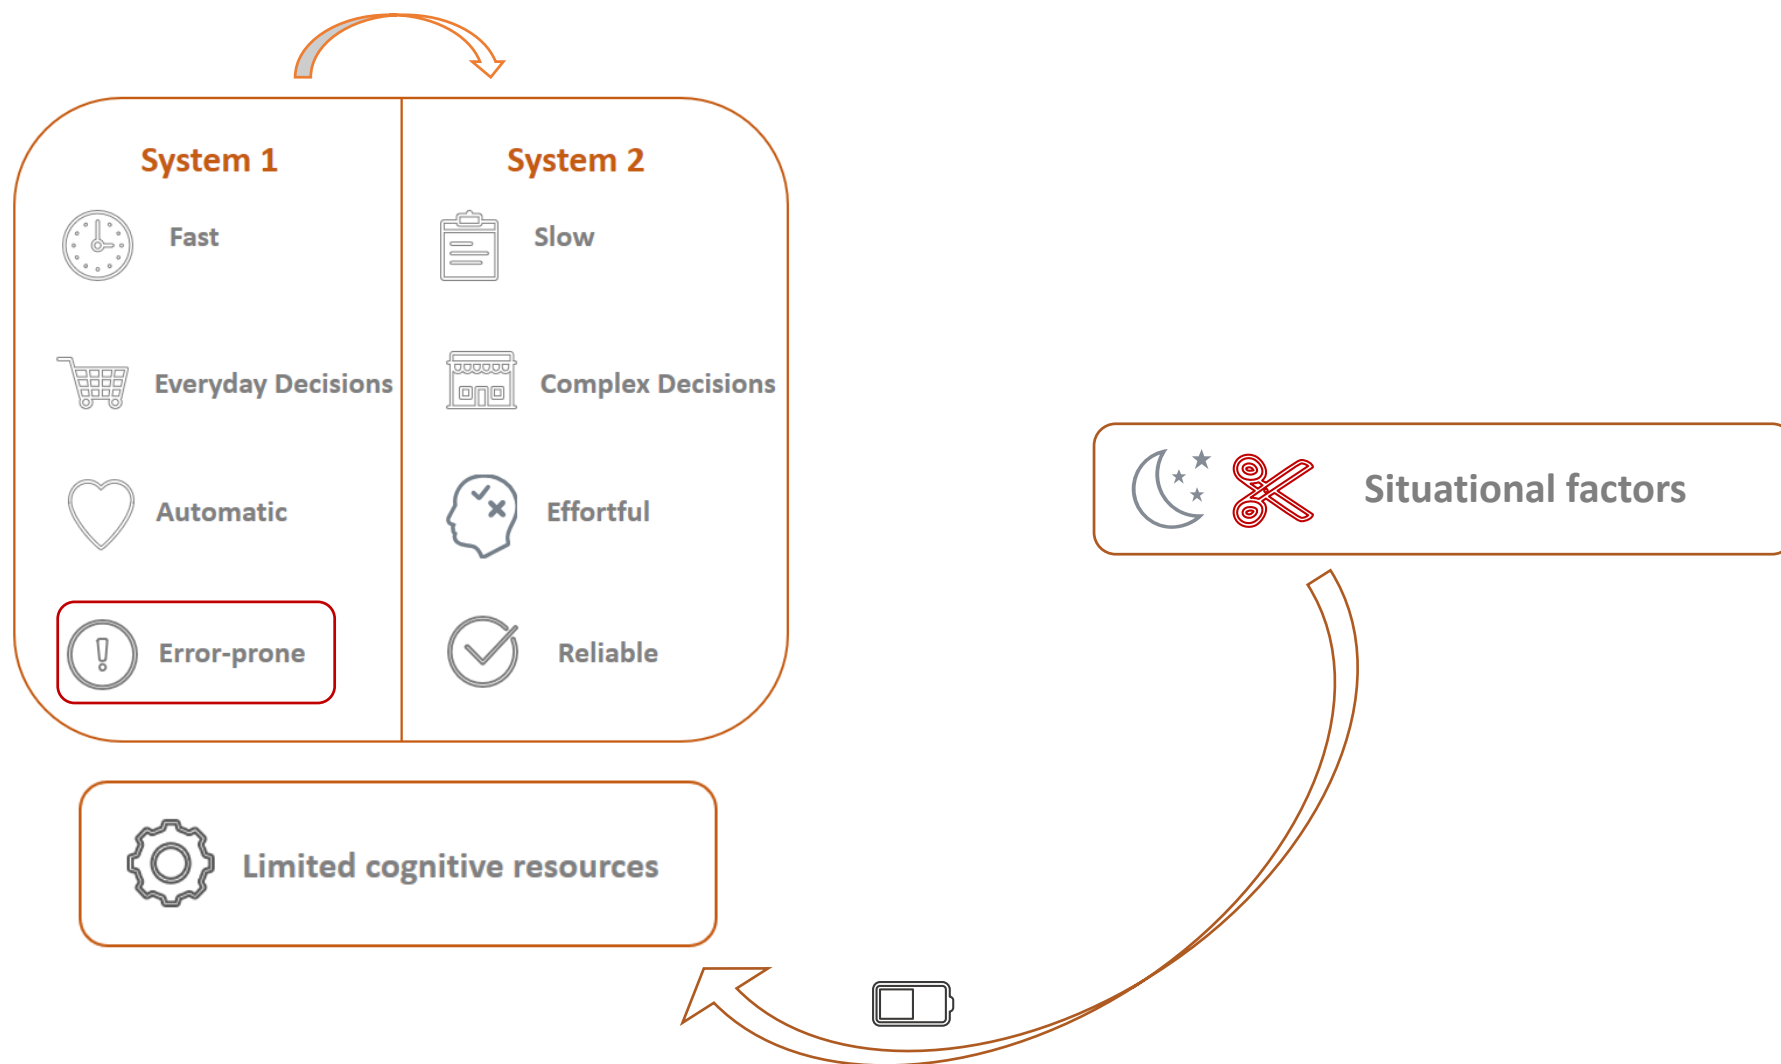 System 1
System 2
Fast
Slow
Everyday Decisions
Complex Decisions
Automatic
Effortful
Error-prone
Reliable
Situational factors
Limited cognitive resources